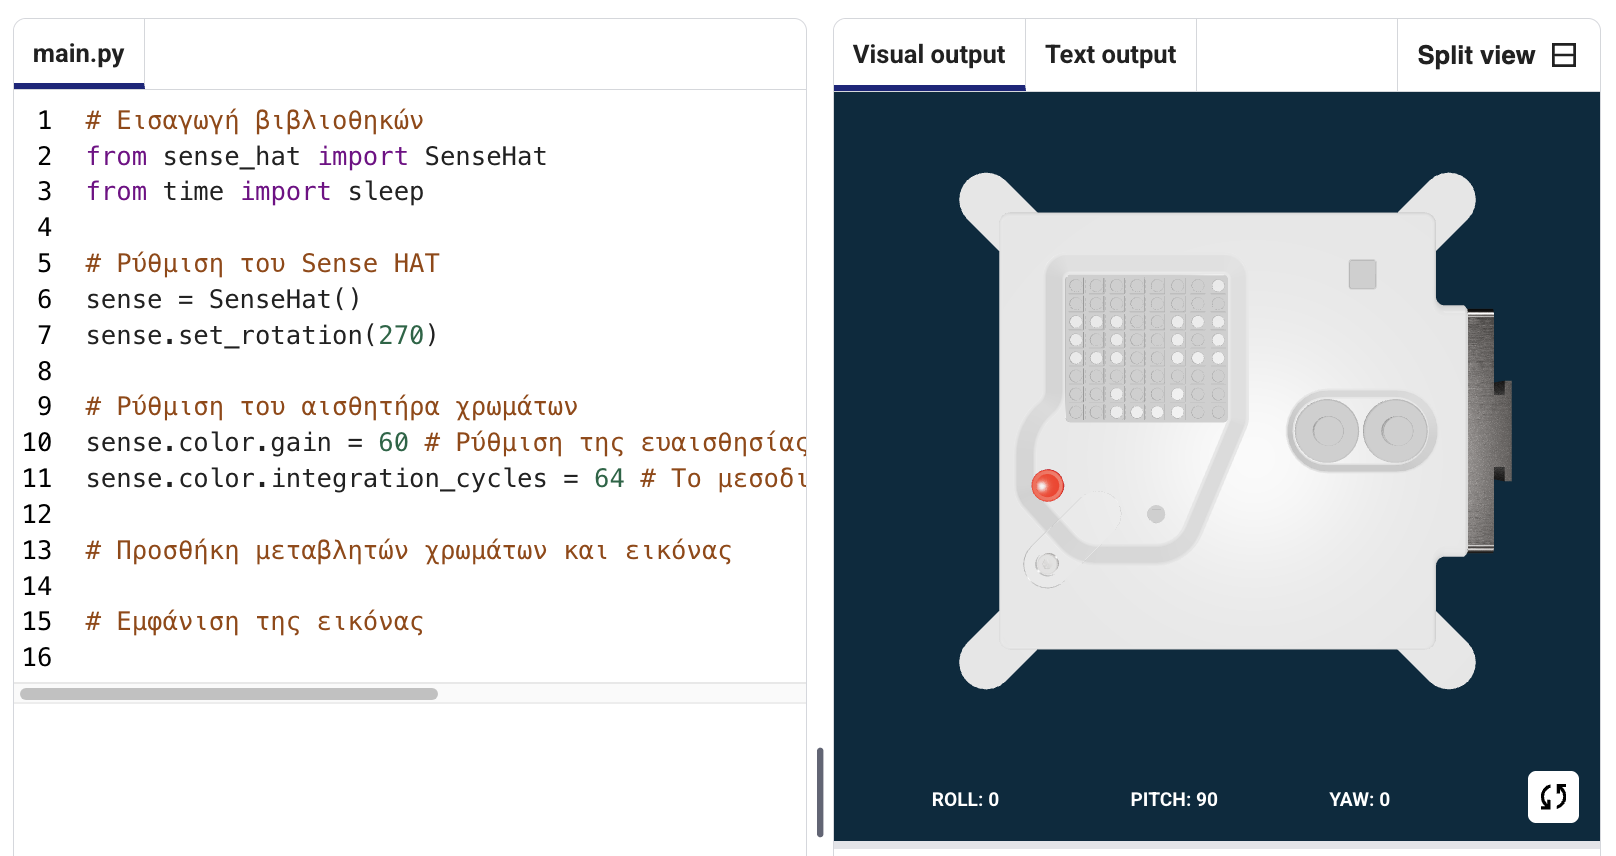 main.py
1 # Εισαγωγή βιβλιοθηκών
2 from sense_hat import SenseHat
3 from time import sleep
4
5 # Ρύθμιση του Sense HAT
6 sense = SenseHat()
7 sense.set_rotation(270)
8
9 # Ρύθμιση του αισθητήρα χρωμάτων
10 sense.color.gain = 60 # Ρύθμιση της ευαισθησίας
11 sense.color.integration_cycles = 64 # Το μεσοδι
12
13 # Προσθήκη μεταβλητών χρωμάτων και εικόνας
14
15 # Εμφάνιση της εικόνας
16
Visual output
Text output
Split view
ROLL: 0
PITCH: 90
YAW: 0